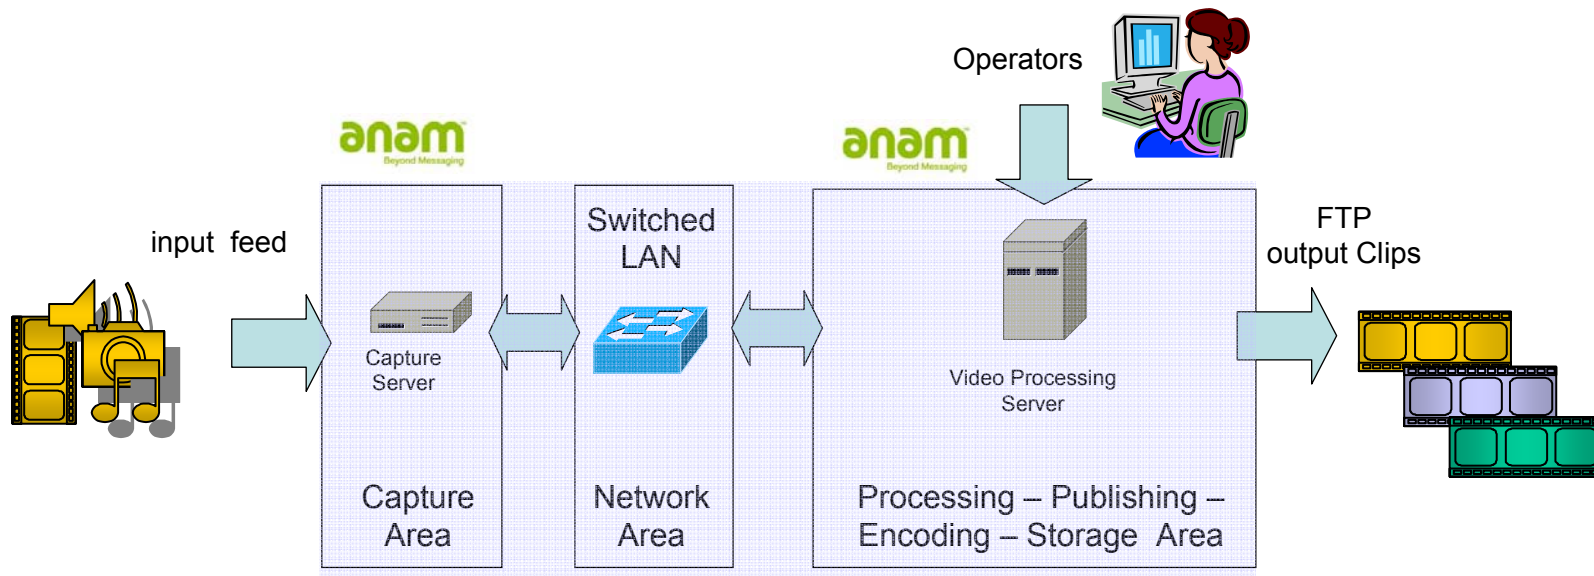 Operators
anam
Beyond Messaging
anam
Beyond Messaging
input feed
Switched
LAN
FTP
output Clips
Capture
Server
Video Processing
Server
Capture
Area
Network
Area
Processing – Publishing –
Encoding – Storage Area